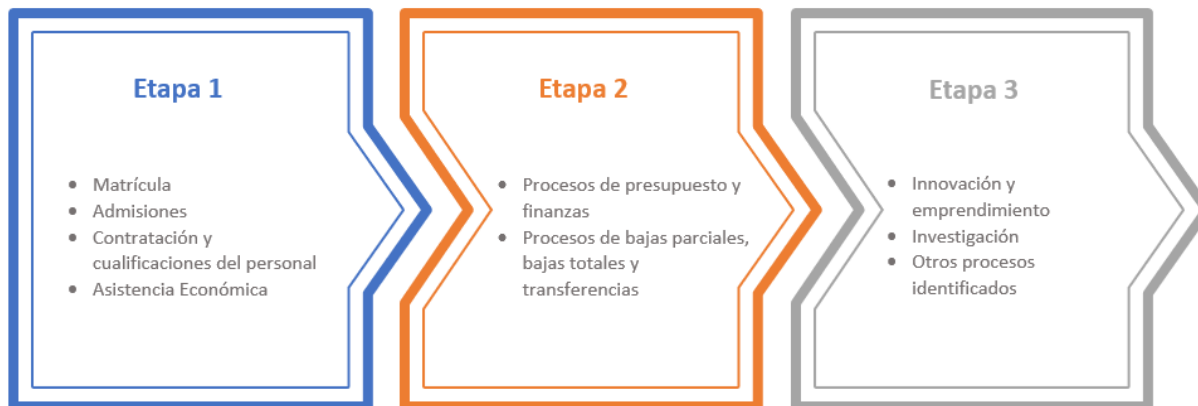 Etapa 1
• Matrícula
• Admisiones
• Contratación y
cualificaciones del personal
• Asistencia Económica
Etapa 2
• Procesos de presupuesto y
finanzas
• Procesos de bajas parciales,
bajas totales y
transferencias
Etapa 3
• Innovación y
emprendimiento
• Investigación
• Otros procesos
identificados